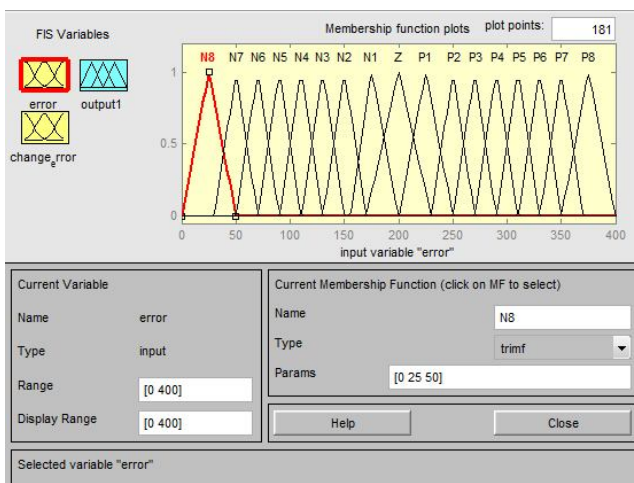 FIS Variables
Membership function plots
plot points:
181
error
output1
change_error
N8 N7 N6 N5 N4 N3 N2 N1 Z P1 P2 P3 P4 P5 P6 P7 P8
1
0.5
0
0 50 100 150 200 250 300 350 400
input variable "error"
Current Variable
Name error
Type input
Range [0 400]
Display Range [0 400]
Current Membership Function (click on MF to select)
Name N8
Type trimf
Params [0 25 50]
Help Close
Selected variable "error"